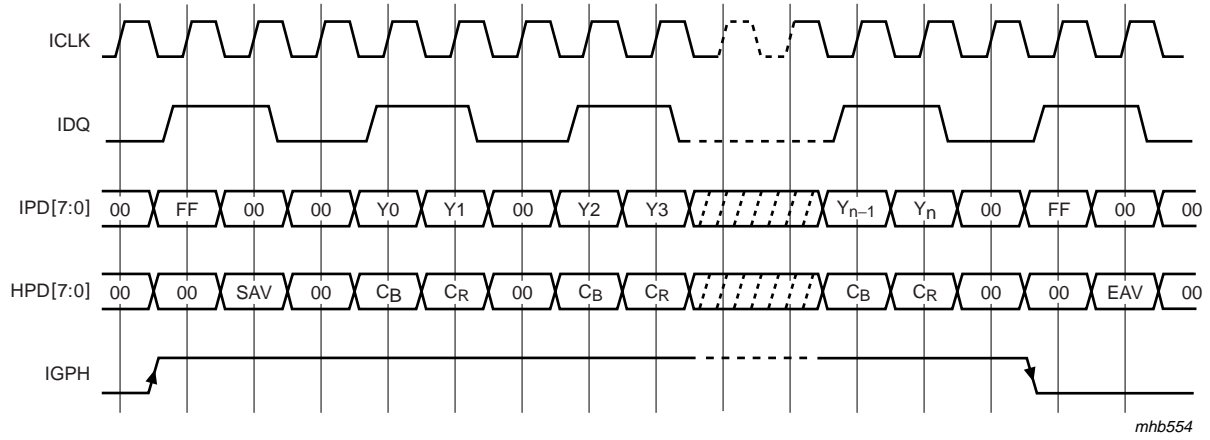 ICLK
IDQ
IPD[7:0] 00 FF 00 00 Y0 Y1 00 Y2 Y3 Yn–1 Yn 00 FF 00 00
HPD[7:0] 00 00 SAV 00 CB CR 00 CB CR CB CR 00 00 EAV 00
IGPH
mhb554